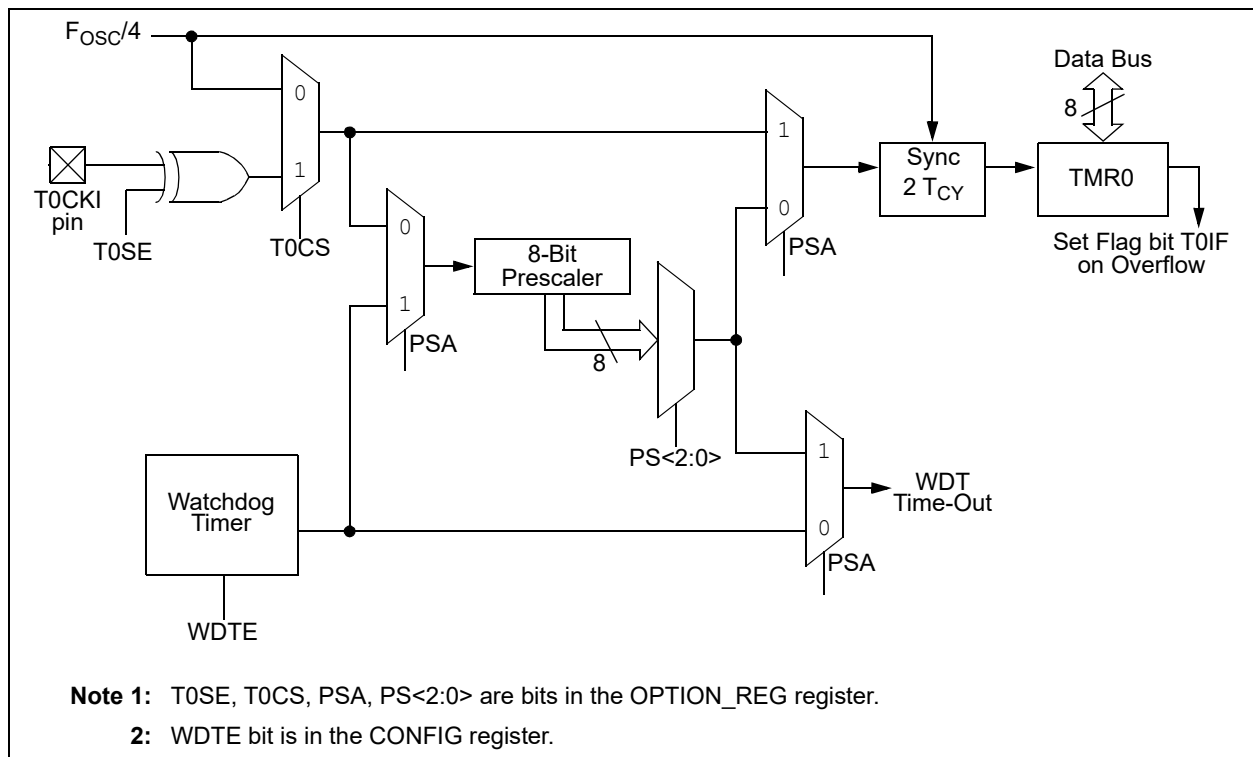 FOSC/4
Data Bus
0
8
1
1
Sync
2 TCY
TMR0
T0CKI
pin
T0SE
T0CS
0
8-Bit
Prescaler
0
PSA
Set Flag bit T0IF
on Overflow
1
PSA
8
PS<2:0>
1
Watchdog
Timer
WDT
Time-Out
0
PSA
WDTE
Note 1: T0SE, T0CS, PSA, PS<2:0> are bits in the OPTION_REG register.
2: WDTE bit is in the CONFIG register.